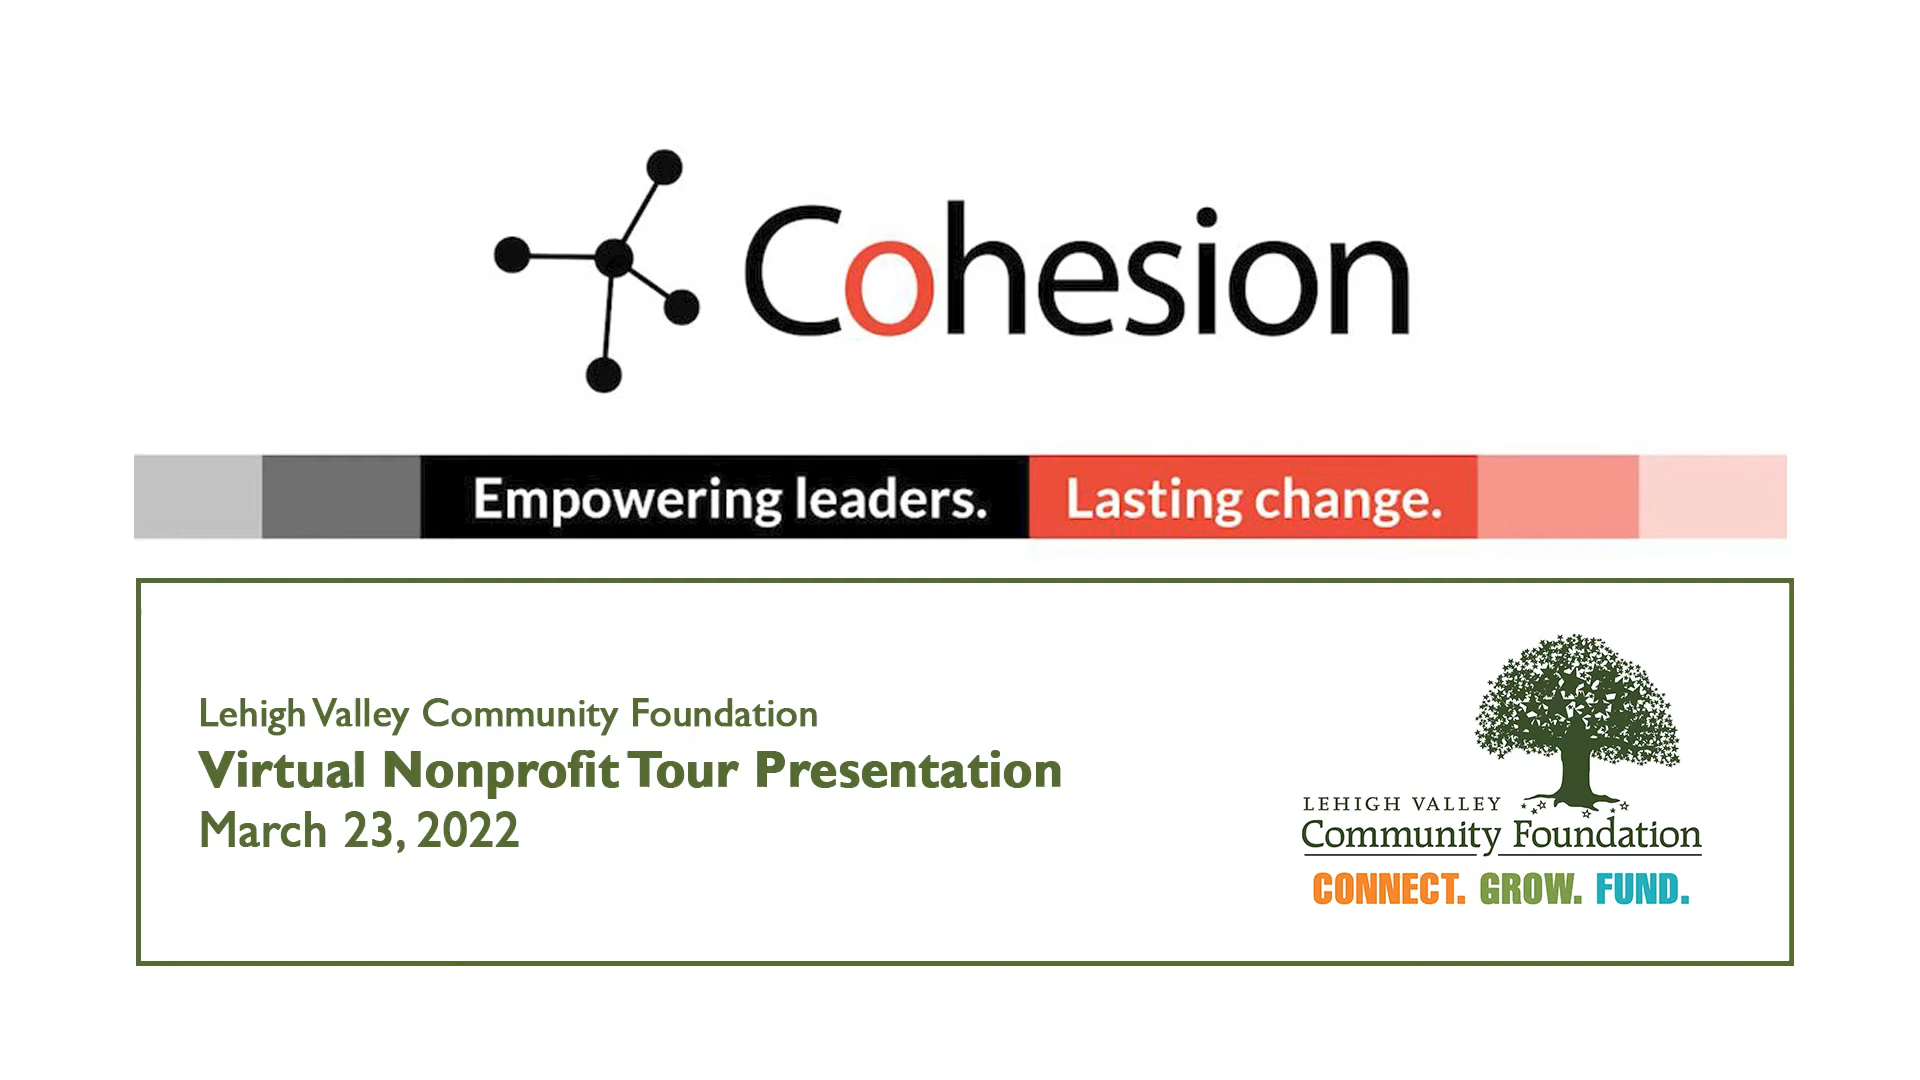 Cohesion
Empowering leaders. Lasting change.
Lehigh Valley Community Foundation
Virtual Nonprofit Tour Presentation
March 23, 2022
LEHIGH VALLEY
Community Foundation
CONNECT. GROW. FUND.